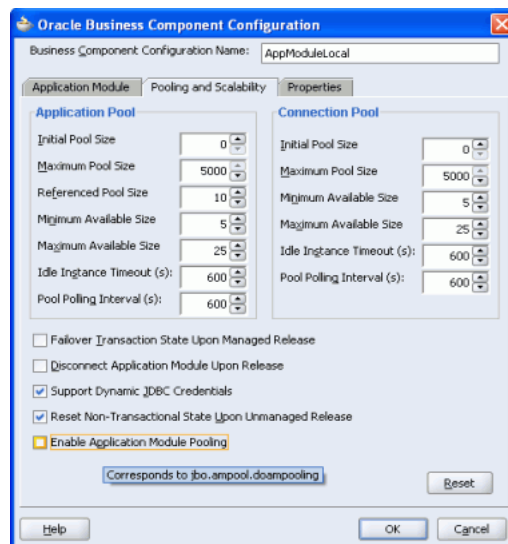 Oracle Business Component Configuration
Business Component Configuration Name: AppModuleLocal
Application Module Pooling and Scalability Properties
Application Pool
Initial Pool Size 0
Maximum Pool Size 5000
Referenced Pool Size 10
Minimum Available Size 5
Maximum Available Size 25
Idle Instance Timeout (s): 600
Pool Polling Interval (s): 600
Connection Pool
Initial Pool Size 0
Maximum Pool Size 5000
Minimum Available Size 5
Maximum Available Size 25
Idle Instance Timeout (s): 600
Pool Polling Interval (s): 600
Failover Transaction State Upon Managed Release
Disconnect Application Module Upon Release
Support Dynamic JDBC Credentials
Reset Non-Transactional State Upon Unmanaged Release
Enable Application Module Pooling
Corresponds to jbo.ampool.doampooling
Reset
Help OK Cancel